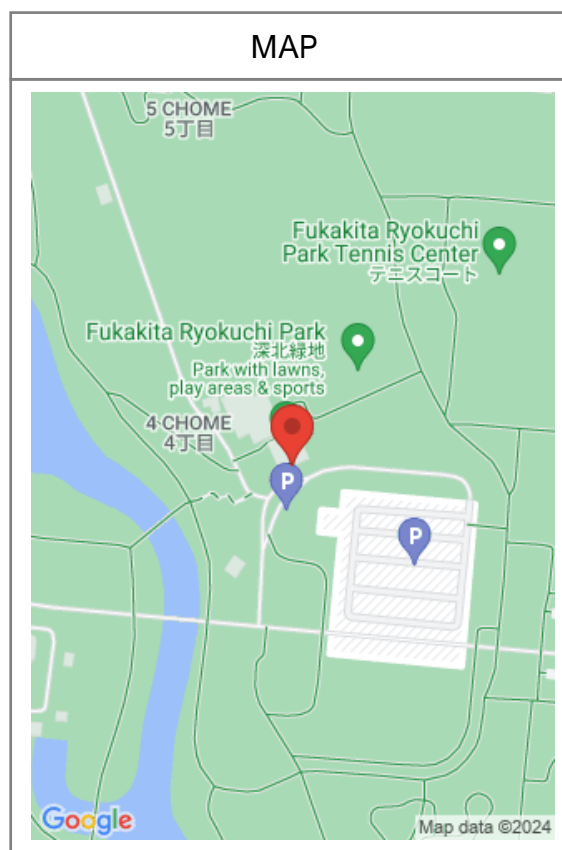 MAP
5 CHOME
5丁目
Fukakita Ryokuchi
Park Tennis Center
テニスコート
Fukakita Ryokuchi Park
深北緑地
Park with lawns,
play areas & sports
4 CHOME
4丁目
P
P
Google
Map data ©2024